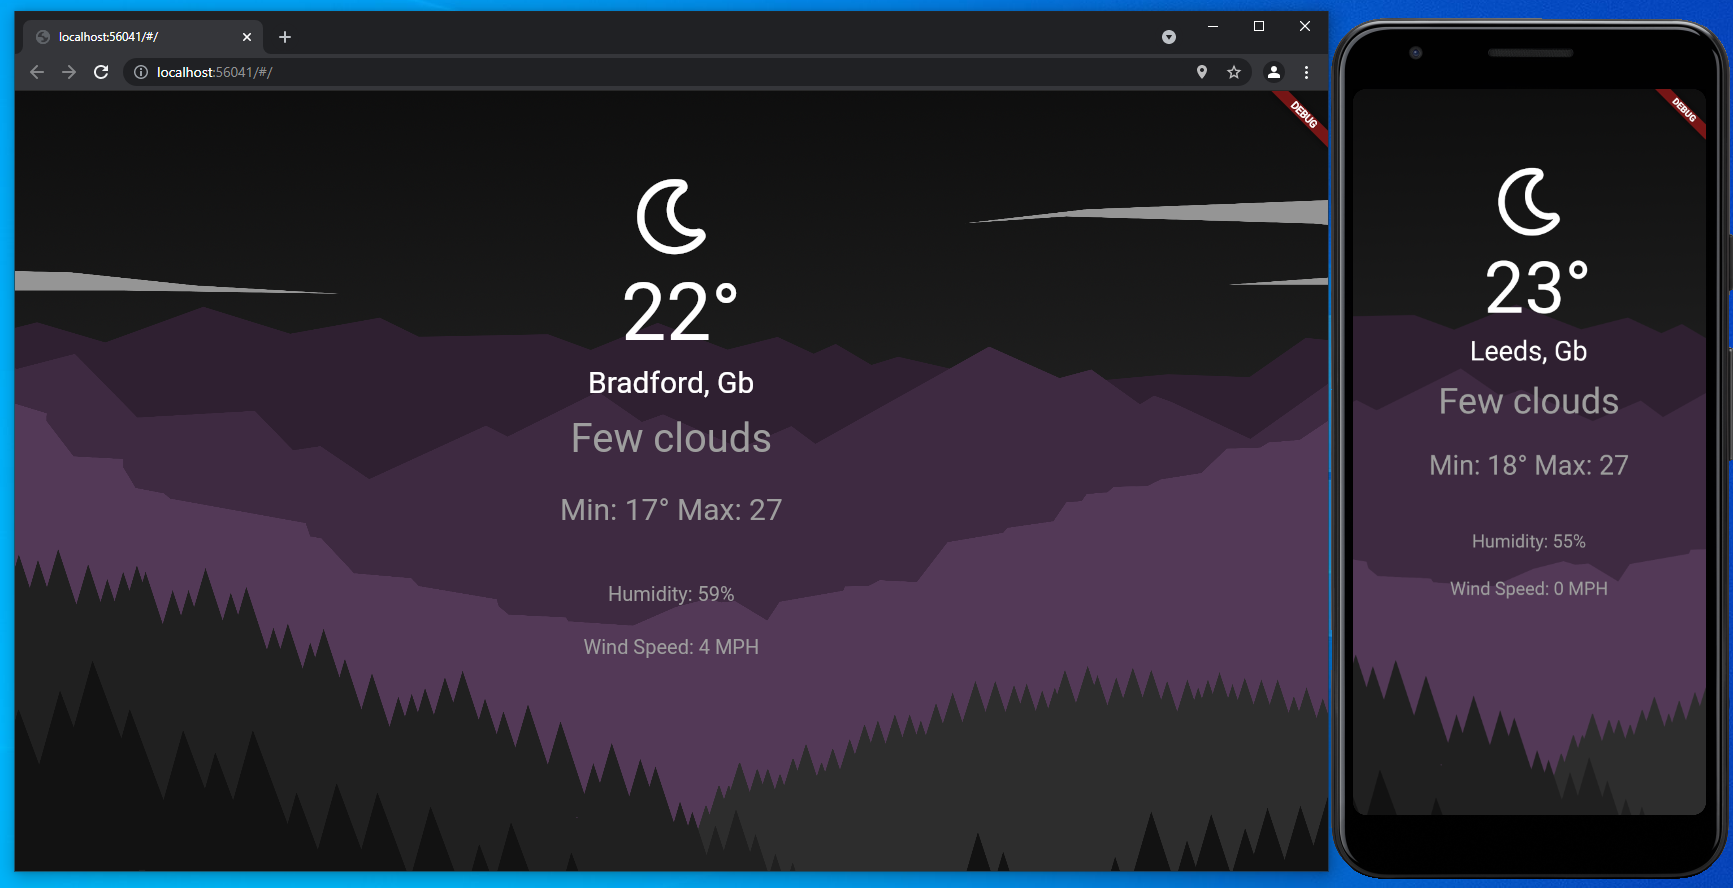 localhost:56041/#/
localhost:56041/#/
DEBUG
22°
Bradford, Gb
Few clouds
Min: 17° Max: 27
Humidity: 59%
Wind Speed: 4 MPH
DEBUG
23°
Leeds, Gb
Few clouds
Min: 18° Max: 27
Humidity: 55%
Wind Speed: 0 MPH